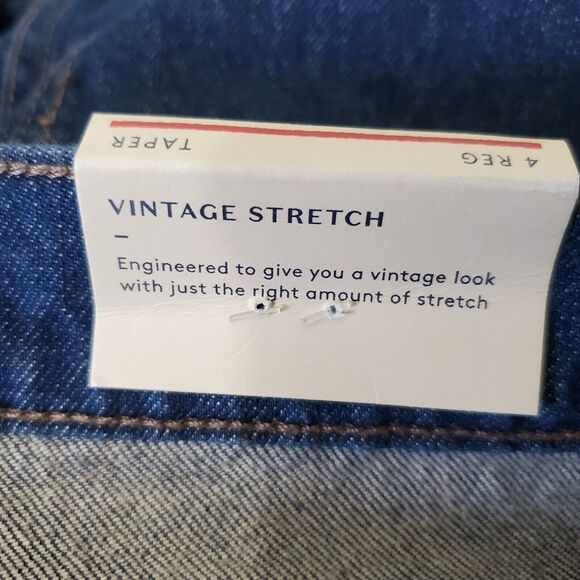 4 REG TAPER
VINTAGE STRETCH
Engineered to give you a vintage look
with just the right amount of stretch